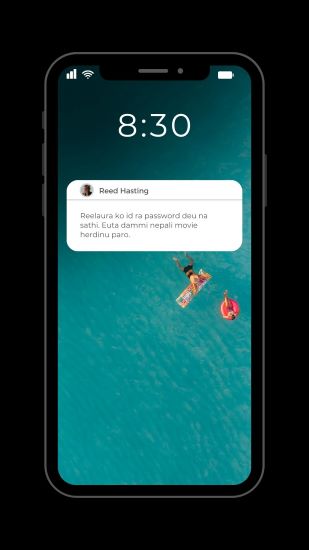 8:30
Reed Hasting
Reelaura ko id ra password deu na
sathi. Euta dammi nepali movie
herdinu paro.